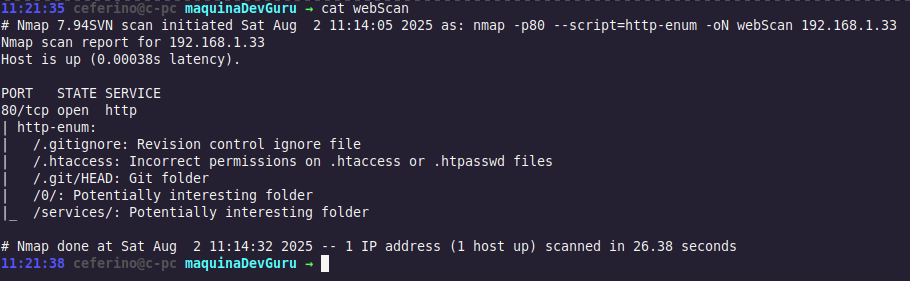 11:21:35 ceferino@c-pc maquinaDevGuru → cat webScan
# Nmap 7.94SVN scan initiated Sat Aug  2 11:14:05 2025 as: nmap -p80 --script=http-enum -oN webScan 192.168.1.33
Nmap scan report for 192.168.1.33
Host is up (0.00038s latency).

PORT   STATE SERVICE
80/tcp open  http
| http-enum:
|   /.gitignore: Revision control ignore file
|   /.htaccess: Incorrect permissions on .htaccess or .htpasswd files
|   /.git/HEAD: Git folder
|   /0/: Potentially interesting folder
|_  /services/: Potentially interesting folder

# Nmap done at Sat Aug  2 11:14:32 2025 -- 1 IP address (1 host up) scanned in 26.38 seconds
11:21:38 ceferino@c-pc maquinaDevGuru →